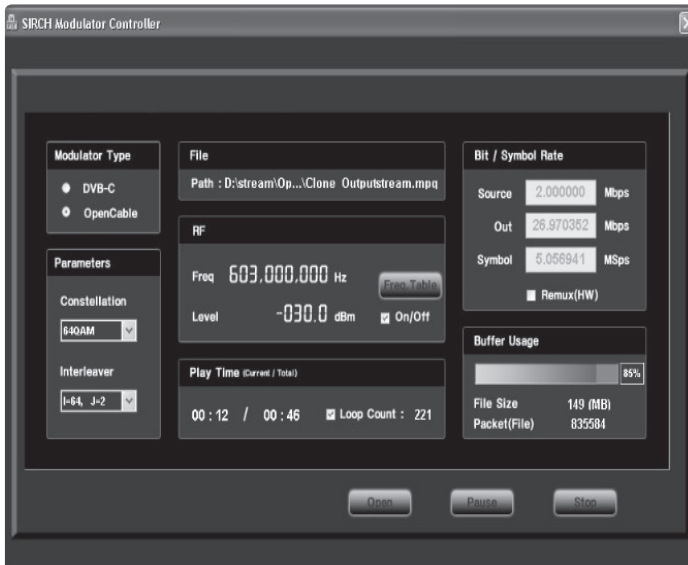 SIRCH Modulator Controller
Modulator Type
DVB-C
OpenCable
Parameters
Constellation
64QAM
Interleaver
I=64, J=2
File
Path : D:\stream\Op...\Clone Outputstream.mpq
RF
Freq 603,000,000 Hz
Freq.Table
Level -030.0 dBm
On/Off
Play Time (Current / Total)
00 : 12 / 00 : 46 Loop Count : 221
Bit / Symbol Rate
Source 2.000000 Mbps
Out 26.970352 Mbps
Symbol 5.056941 MSps
Remux(HW)
Buffer Usage
85%
File Size 149 (MB)
Packet(File) 835584
Open Pause Stop